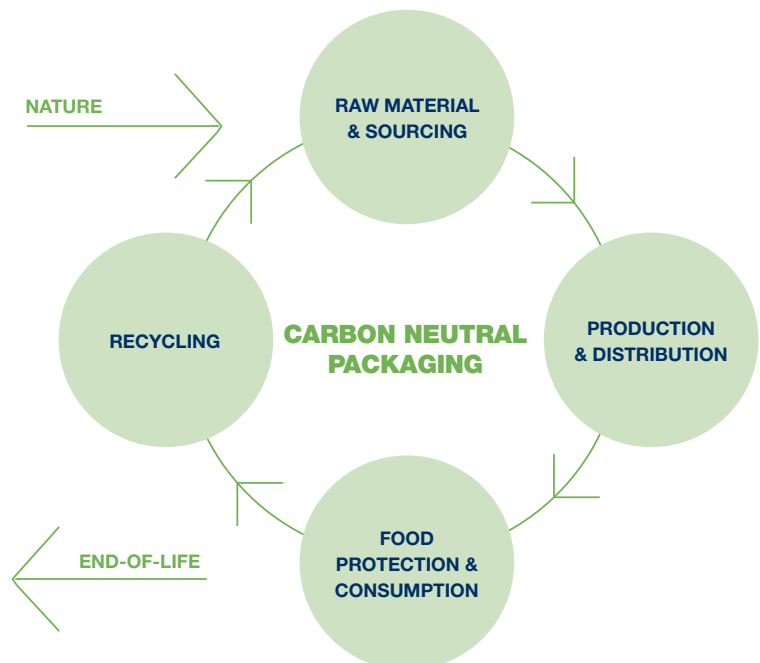 NATURE
RAW MATERIAL
& SOURCING
RECYCLING
CARBON NEUTRAL
PACKAGING
PRODUCTION
& DISTRIBUTION
FOOD
PROTECTION &
CONSUMPTION
END-OF-LIFE